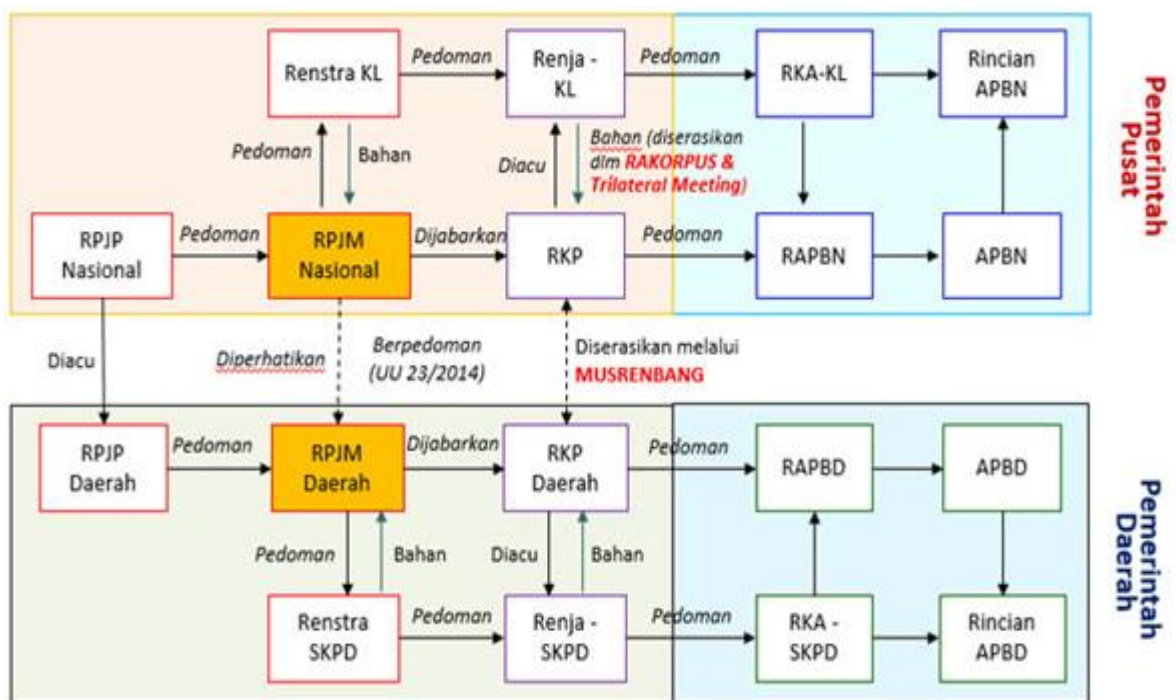 Pedoman
Pedoman
Renstra KL
Renja -
KL
RKA-KL
Rincian
APBN
Pedoman
Bahan
Diacu
Bahan (diserasikan
dlm RAKORPUS &
Trilateral Meeting)
RPJP
Nasional
Pedoman
RPJM
Nasional
Dijabarkan
RKP
Pedoman
RAPBN
APBN
Pemerintah
Pusat
Diacu
Diperhatikan
Berpedoman
(UU 23/2014)
Diserasikan melalui
MUSRENBANG
RPJP
Daerah
Pedoman
RPJM
Daerah
Dijabarkan
RKP
Daerah
Pedoman
RAPBD
APBD
Pedoman
Bahan
Diacu
Bahan
Renstra
SKPD
Pedoman
Renja -
SKPD
Pedoman
RKA -
SKPD
Rincian
APBD
Pemerintah
Daerah